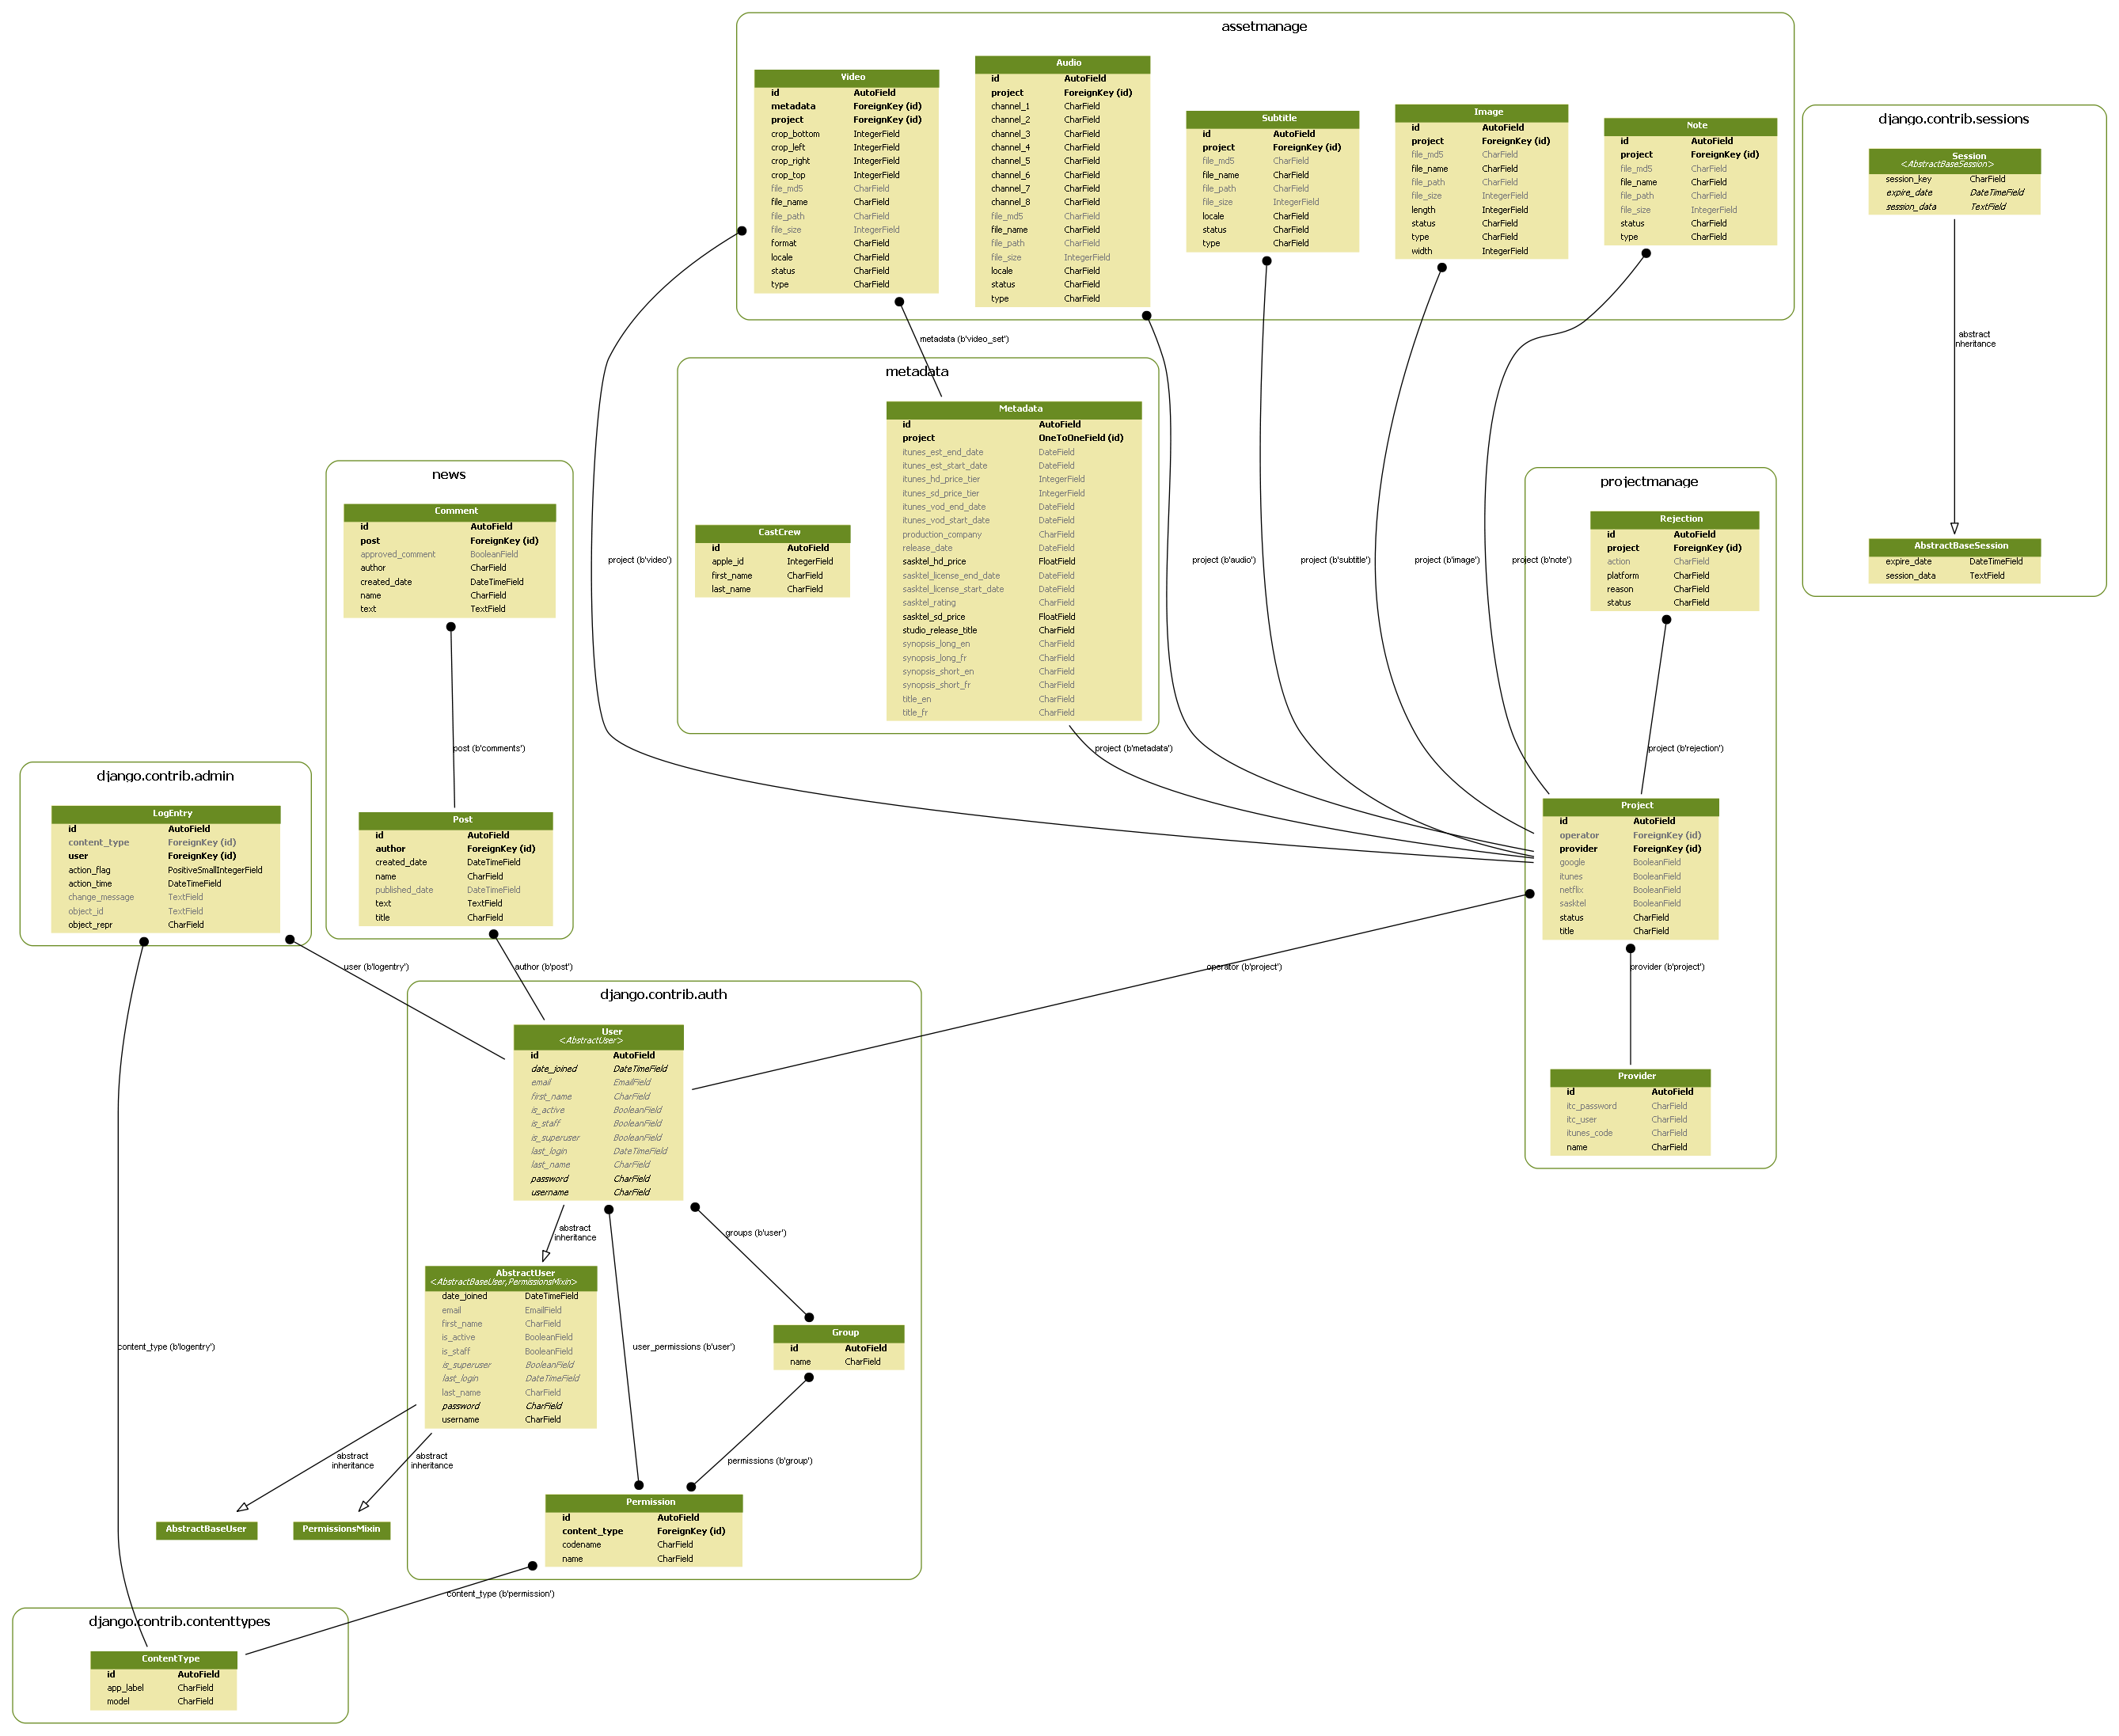 assetmanage
Video
id AutoField
metadata ForeignKey (id)
project ForeignKey (id)
crop_bottom IntegerField
crop_left IntegerField
crop_right IntegerField
crop_top IntegerField
file_md5 CharField
file_name CharField
file_path CharField
file_size IntegerField
format CharField
locale CharField
status CharField
type CharField
Audio
id AutoField
project ForeignKey (id)
channel_1 CharField
channel_2 CharField
channel_3 CharField
channel_4 CharField
channel_5 CharField
channel_6 CharField
channel_7 CharField
channel_8 CharField
file_md5 CharField
file_name CharField
file_path CharField
file_size IntegerField
locale CharField
status CharField
type CharField
Subtitle
id AutoField
project ForeignKey (id)
file_md5 CharField
file_name CharField
file_path CharField
file_size IntegerField
locale CharField
status CharField
type CharField
Image
id AutoField
project ForeignKey (id)
file_md5 CharField
file_name CharField
file_path CharField
file_size IntegerField
length IntegerField
status CharField
type CharField
width IntegerField
Note
id AutoField
project ForeignKey (id)
file_md5 CharField
file_name CharField
file_path CharField
file_size IntegerField
status CharField
type CharField
django.contrib.sessions
Session
<AbstractBaseSession>
session_key CharField
expire_date DateTimeField
session_data TextField
abstract
inheritance
AbstractBaseSession
expire_date DateTimeField
session_data TextField
metadata (b'video_set')
metadata
CastCrew
id AutoField
apple_id IntegerField
first_name CharField
last_name CharField
Metadata
id AutoField
project OneToOneField (id)
itunes_est_end_date DateField
itunes_est_start_date DateField
itunes_hd_price_tier IntegerField
itunes_sd_price_tier IntegerField
itunes_vod_end_date DateField
itunes_vod_start_date DateField
production_company CharField
release_date DateField
sasktel_hd_price FloatField
sasktel_license_end_date DateField
sasktel_license_start_date DateField
sasktel_rating CharField
sasktel_sd_price FloatField
studio_release_title CharField
synopsis_long_en CharField
synopsis_long_fr CharField
synopsis_short_en CharField
synopsis_short_fr CharField
title_en CharField
title_fr CharField
project (b'video')
project (b'audio')
project (b'subtitle')
project (b'image')
project (b'note')
project (b'metadata')
news
Comment
id AutoField
post ForeignKey (id)
approved_comment BooleanField
author CharField
created_date DateTimeField
name CharField
text TextField
post (b'comments')
Post
id AutoField
author ForeignKey (id)
created_date DateTimeField
name CharField
published_date DateTimeField
text TextField
title CharField
projectmanage
Rejection
id AutoField
project ForeignKey (id)
action CharField
platform CharField
reason CharField
status CharField
project (b'rejection')
Project
id AutoField
operator ForeignKey (id)
provider ForeignKey (id)
google BooleanField
itunes BooleanField
netflix BooleanField
sasktel BooleanField
status CharField
title CharField
provider (b'project')
Provider
id AutoField
itc_password CharField
itc_user CharField
itunes_code CharField
name CharField
django.contrib.admin
LogEntry
id AutoField
content_type ForeignKey (id)
user ForeignKey (id)
action_flag PositiveSmallIntegerField
action_time DateTimeField
change_message TextField
object_id TextField
object_repr CharField
user (b'logentry')
author (b'post')
operator (b'project')
django.contrib.auth
User
<AbstractUser>
id AutoField
date_joined DateTimeField
email EmailField
first_name CharField
is_active BooleanField
is_staff BooleanField
is_superuser BooleanField
last_login DateTimeField
last_name CharField
password CharField
username CharField
abstract
inheritance
groups (b'user')
AbstractUser
<AbstractBaseUser,PermissionsMixin>
date_joined DateTimeField
email EmailField
first_name CharField
is_active BooleanField
is_staff BooleanField
is_superuser BooleanField
last_login DateTimeField
last_name CharField
password CharField
username CharField
user_permissions (b'user')
Group
id AutoField
name CharField
content_type (b'logentry')
abstract
inheritance
abstract
inheritance
permissions (b'group')
AbstractBaseUser
PermissionsMixin
Permission
id AutoField
content_type ForeignKey (id)
codename CharField
name CharField
content_type (b'permission')
django.contrib.contenttypes
ContentType
id AutoField
app_label CharField
model CharField